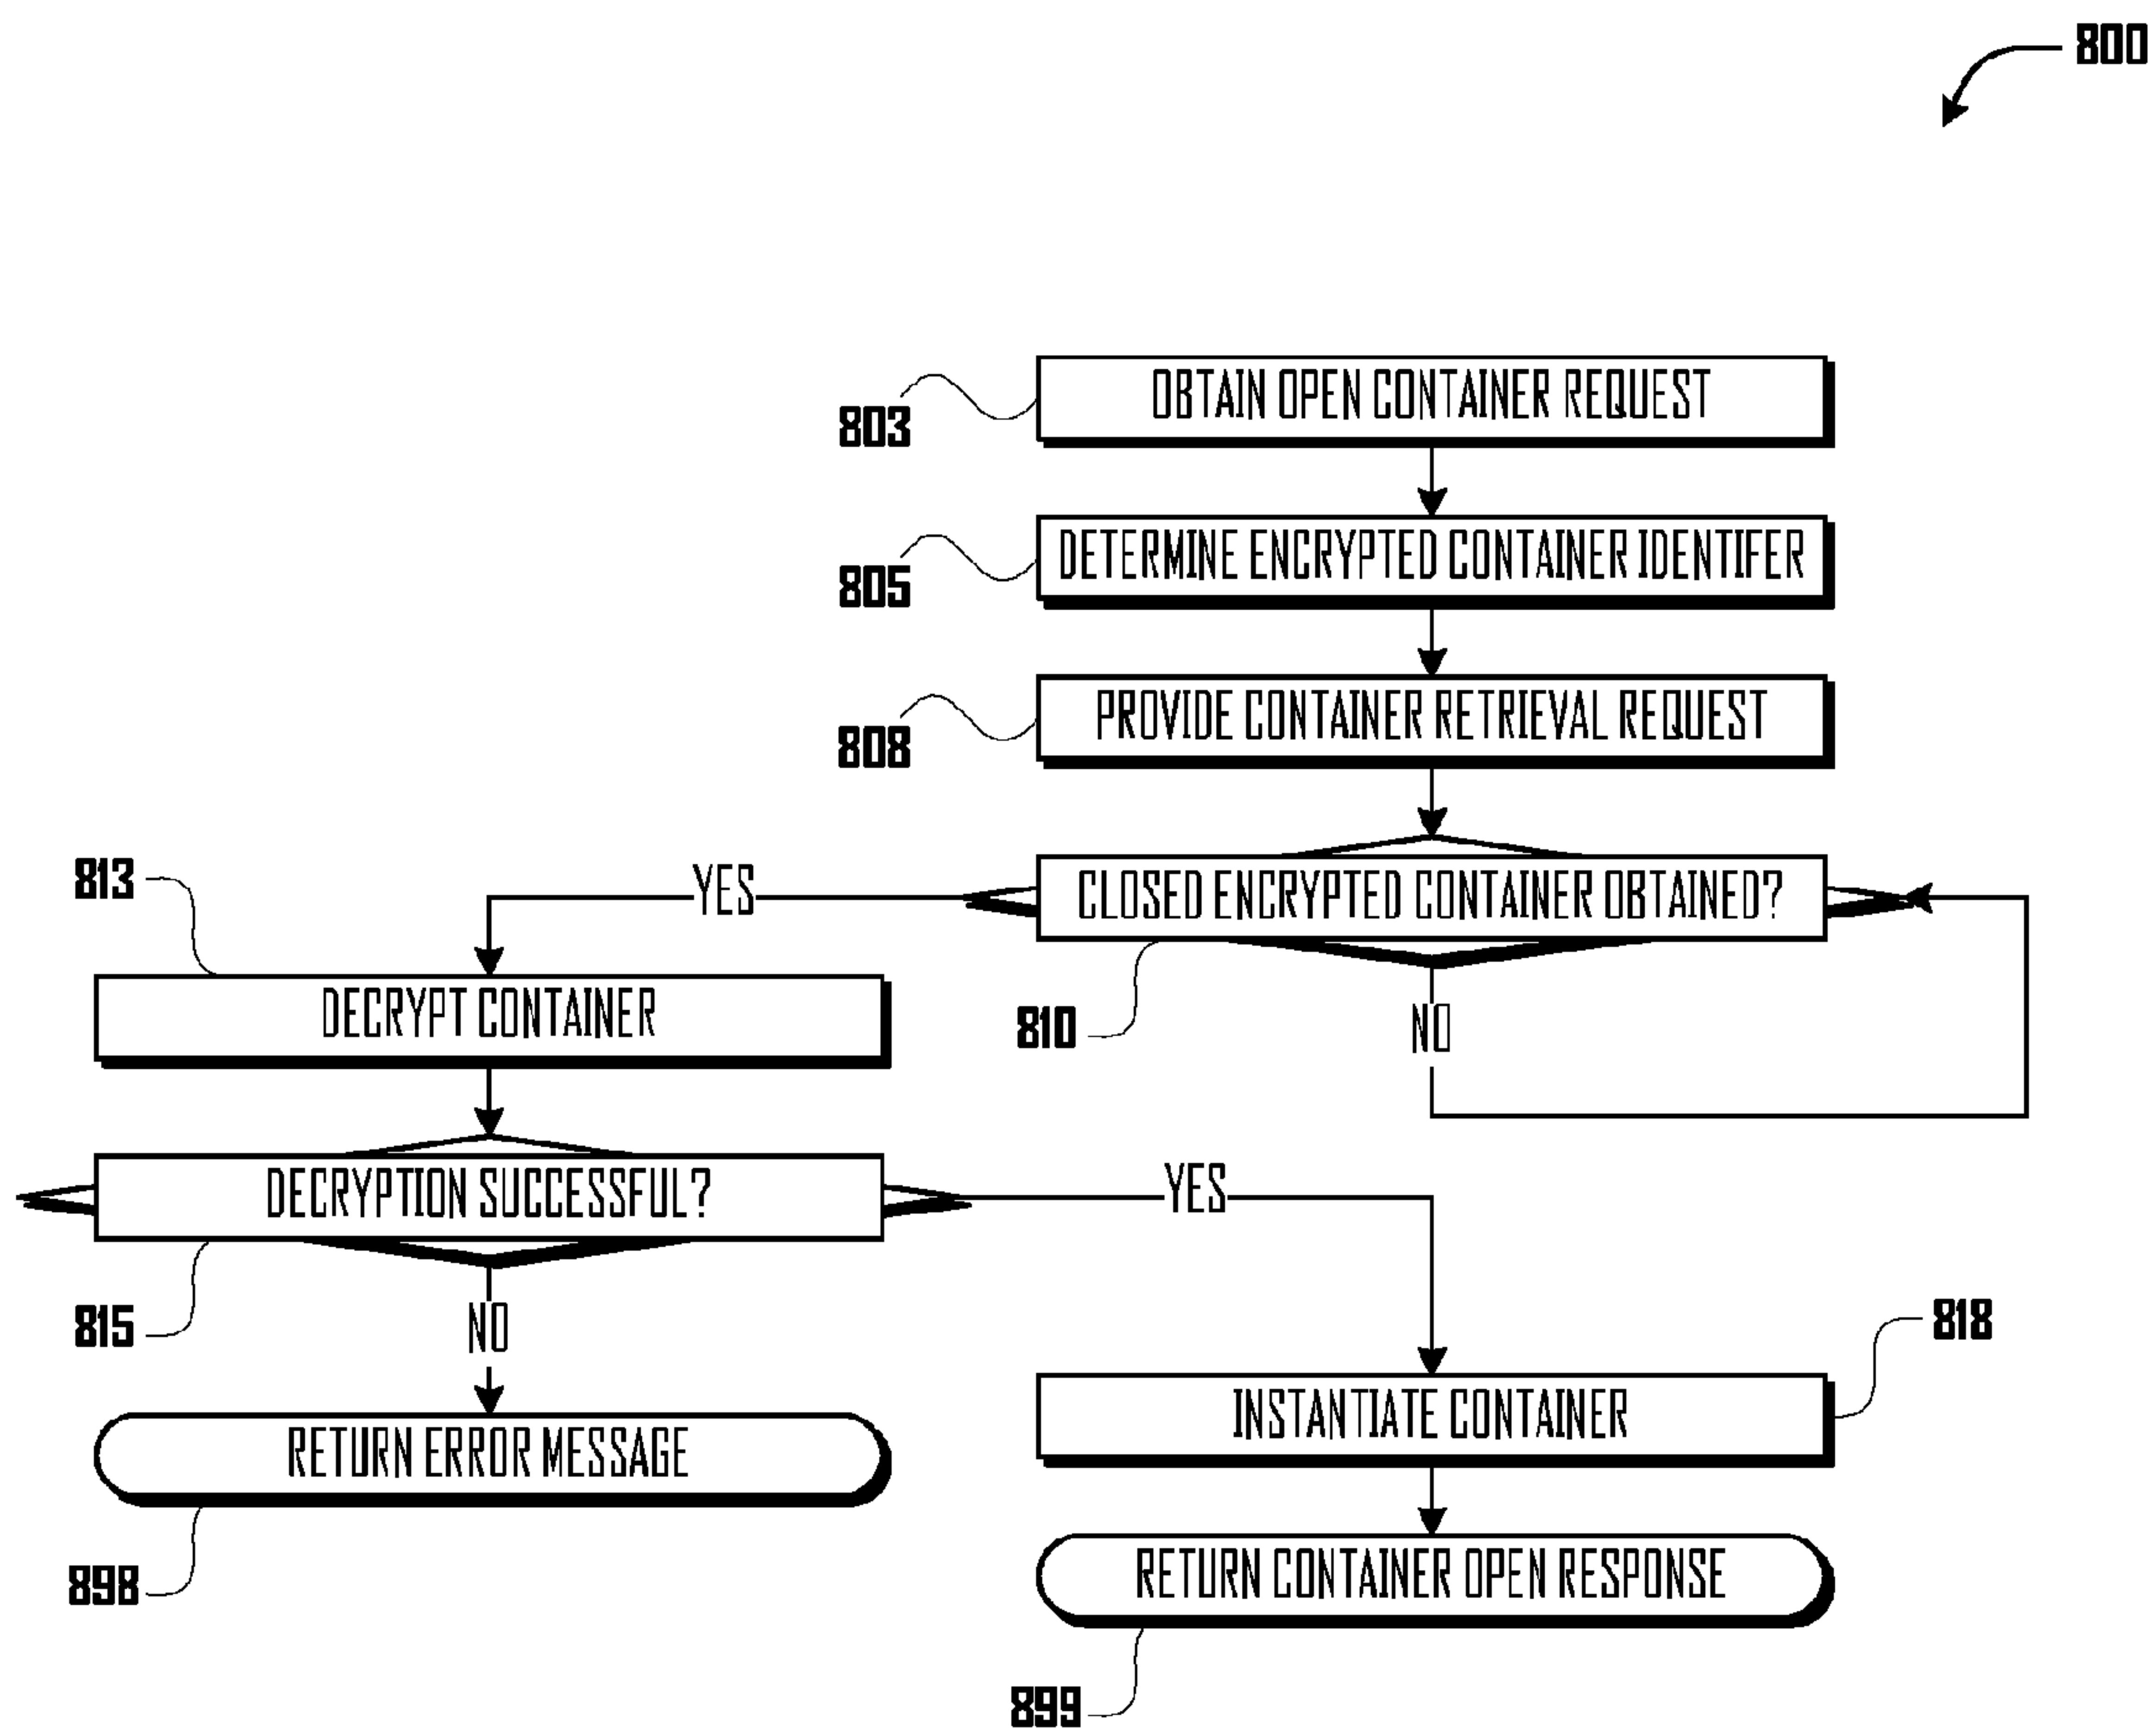 800
OBTAIN OPEN CONTAINER REQUEST
803
DETERMINE ENCRYPTED CONTAINER IDENTIFER
805
PROVIDE CONTAINER RETRIEVAL REQUEST
808
CLOSED ENCRYPTED CONTAINER OBTAINED?
810
YES
NO
813
DECRYPT CONTAINER
DECRYPTION SUCCESSFUL?
815
YES
NO
818
INSTANTIATE CONTAINER
RETURN ERROR MESSAGE
898
RETURN CONTAINER OPEN RESPONSE
899